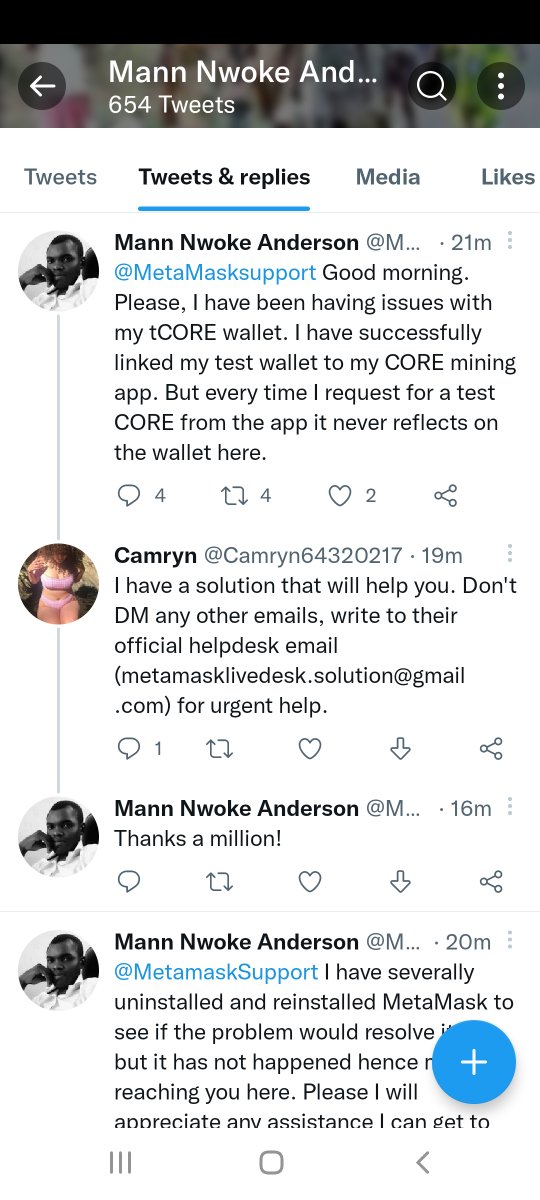 Mann Nwoke And...
654 Tweets
Tweets
Tweets & replies
Media
Likes
Mann Nwoke Anderson @M... · 21m
@MetaMasksupport Good morning.
Please, I have been having issues with
my tCORE wallet. I have successfully
linked my test wallet to my CORE mining
app. But every time I request for a test
CORE from the app it never reflects on
the wallet here.
4 4 2
Camryn @Camryn64320217 · 19m
I have a solution that will help you. Don't
DM any other emails, write to their
official helpdesk email
(metamasklivedesk.solution@gmail
.com) for urgent help.
1
Mann Nwoke Anderson @M... · 16m
Thanks a million!
Mann Nwoke Anderson @M... · 20m
@MetamaskSupport I have severally
uninstalled and reinstalled MetaMask to
see if the problem would resolve
but it has not happened hence
reaching you here. Please I will
appreciate any assistance I can get to